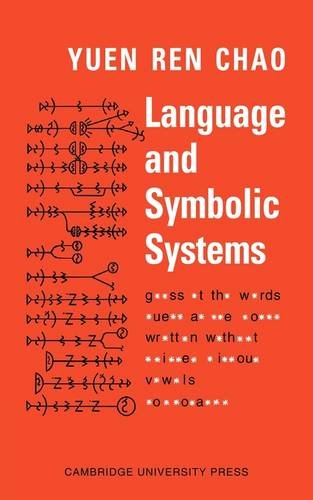 YUEN REN CHAO
Language
and
Symbolic
Systems
g**ss *t th* w*rds
*ue** a* *e *o**
wr*tt*n w*th**t
**i*e* *i*ou*
v*w*ls
*o*o*a***
CAMBRIDGE UNIVERSITY PRESS